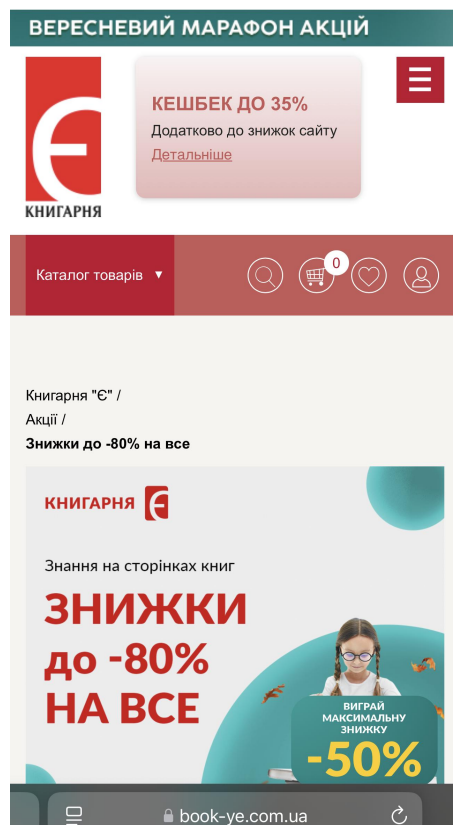 ВЕРЕСНЕВИЙ МАРАФОН АКЦІЙ
Є
КНИГАРНЯ
КЕШБЕК ДО 35%
Додатково до знижок сайту
Детальніше
Каталог товарів ▼
0
Книгарня "Є" /
Акції /
Знижки до -80% на все
КНИГАРНЯ Є
Знання на сторінках книг
ЗНИЖКИ
до -80%
НА ВСЕ
ВИГРАЙ
МАКСИМАЛЬНУ
ЗНИЖКУ
-50%
book-ye.com.ua